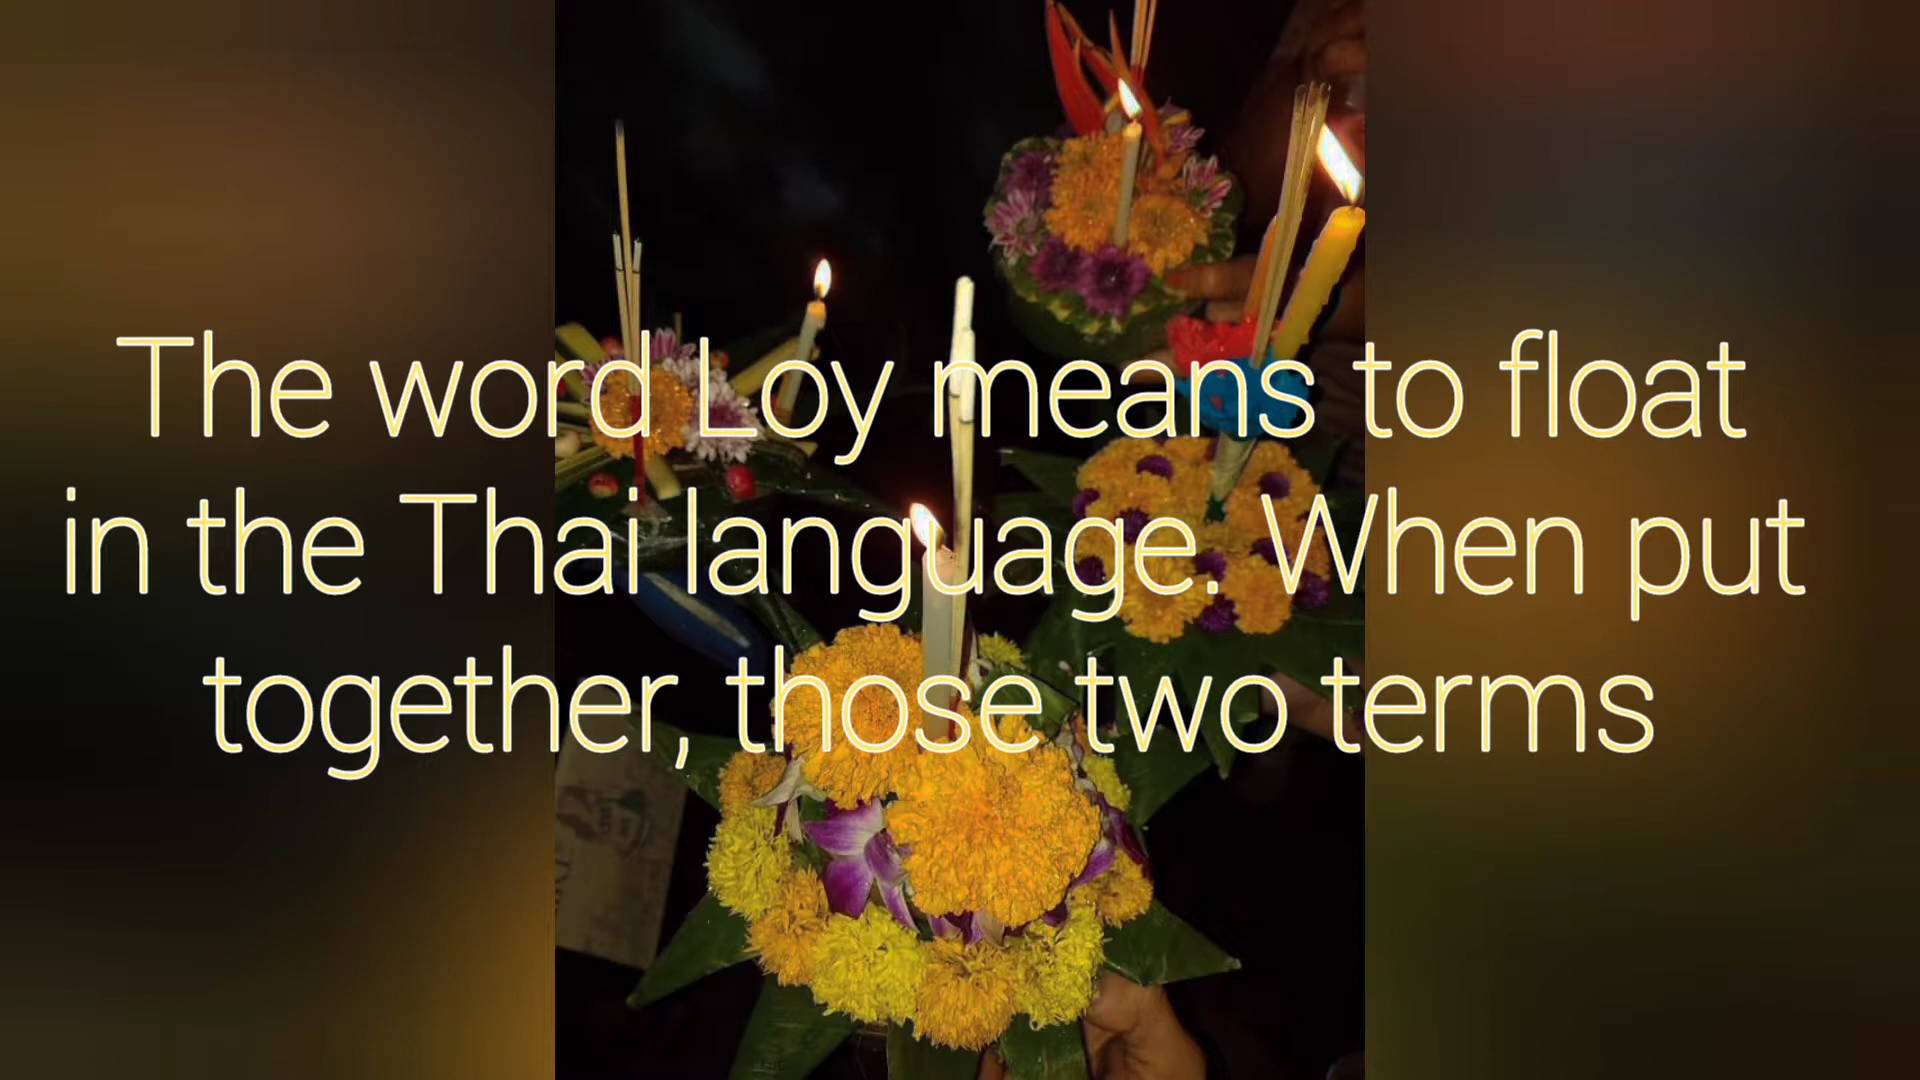 The word Loy means to float
in the Thai language. When put
together, those two terms